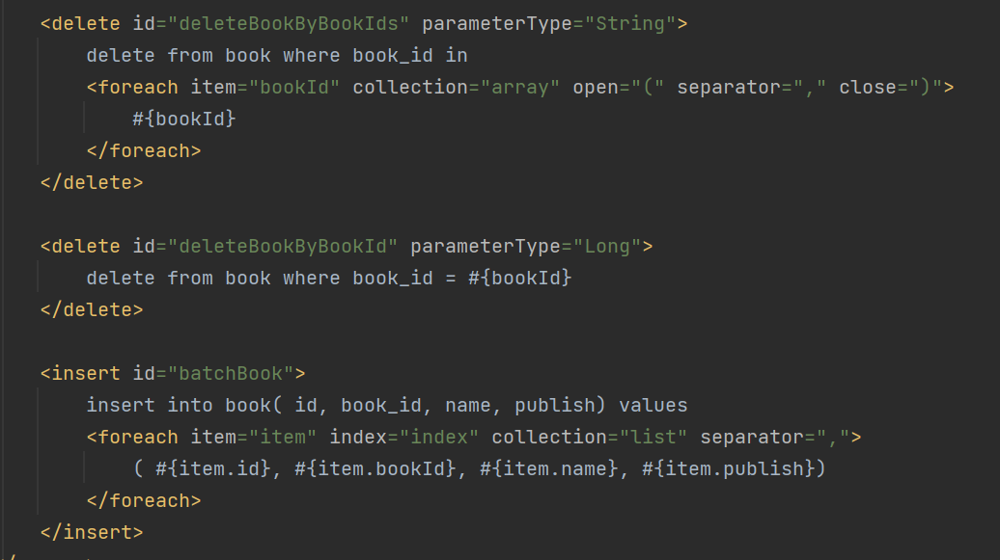 <delete id="deleteBookByBookIds" parameterType="String">
delete from book where book_id in
<foreach item="bookId" collection="array" open="(" separator="," close=")">
#{bookId}
</foreach>
</delete>
<delete id="deleteBookByBookId" parameterType="Long">
delete from book where book_id = #{bookId}
</delete>
<insert id="batchBook">
insert into book( id, book_id, name, publish) values
<foreach item="item" index="index" collection="list" separator=",">
( #{item.id}, #{item.bookId}, #{item.name}, #{item.publish})
</foreach>
</insert>